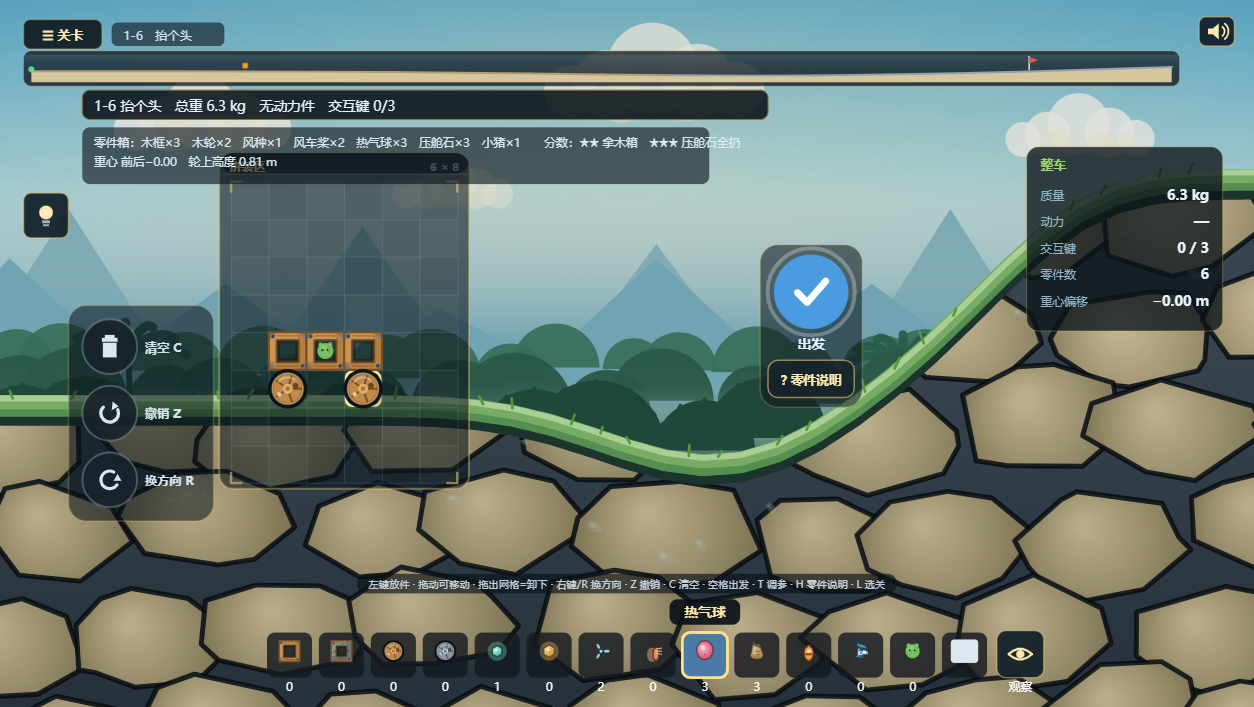 ☰ 关卡
1-6 抬个头
1-6 抬个头 总重 6.3 kg 无动力件 交互键 0/3
零件箱: 木框×3 木轮×2 风种×1 风车桨×2 热气球×3 压舱石×3 小猪×1 分数: ★★ 拿木箱 ★★★ 压舱石全扔
重心 前后−0.00 轮上高度 0.81 m
拼装区 6 × 8
整车
质量 6.3 kg
动力 —
交互键 0 / 3
零件数 6
重心偏移 −0.00 m
清空 C
撤销 Z
换方向 R
出发
? 零件说明
左键放件 · 拖动可移动 · 拖出网格=卸下 · 右键/R 换方向 · Z 撤销 · C 清空 · 空格出发 · T 调参 · H 零件说明 · L 选关
热气球
0 0 0 0 1 0 2 0 3 3 0 0 0 观察